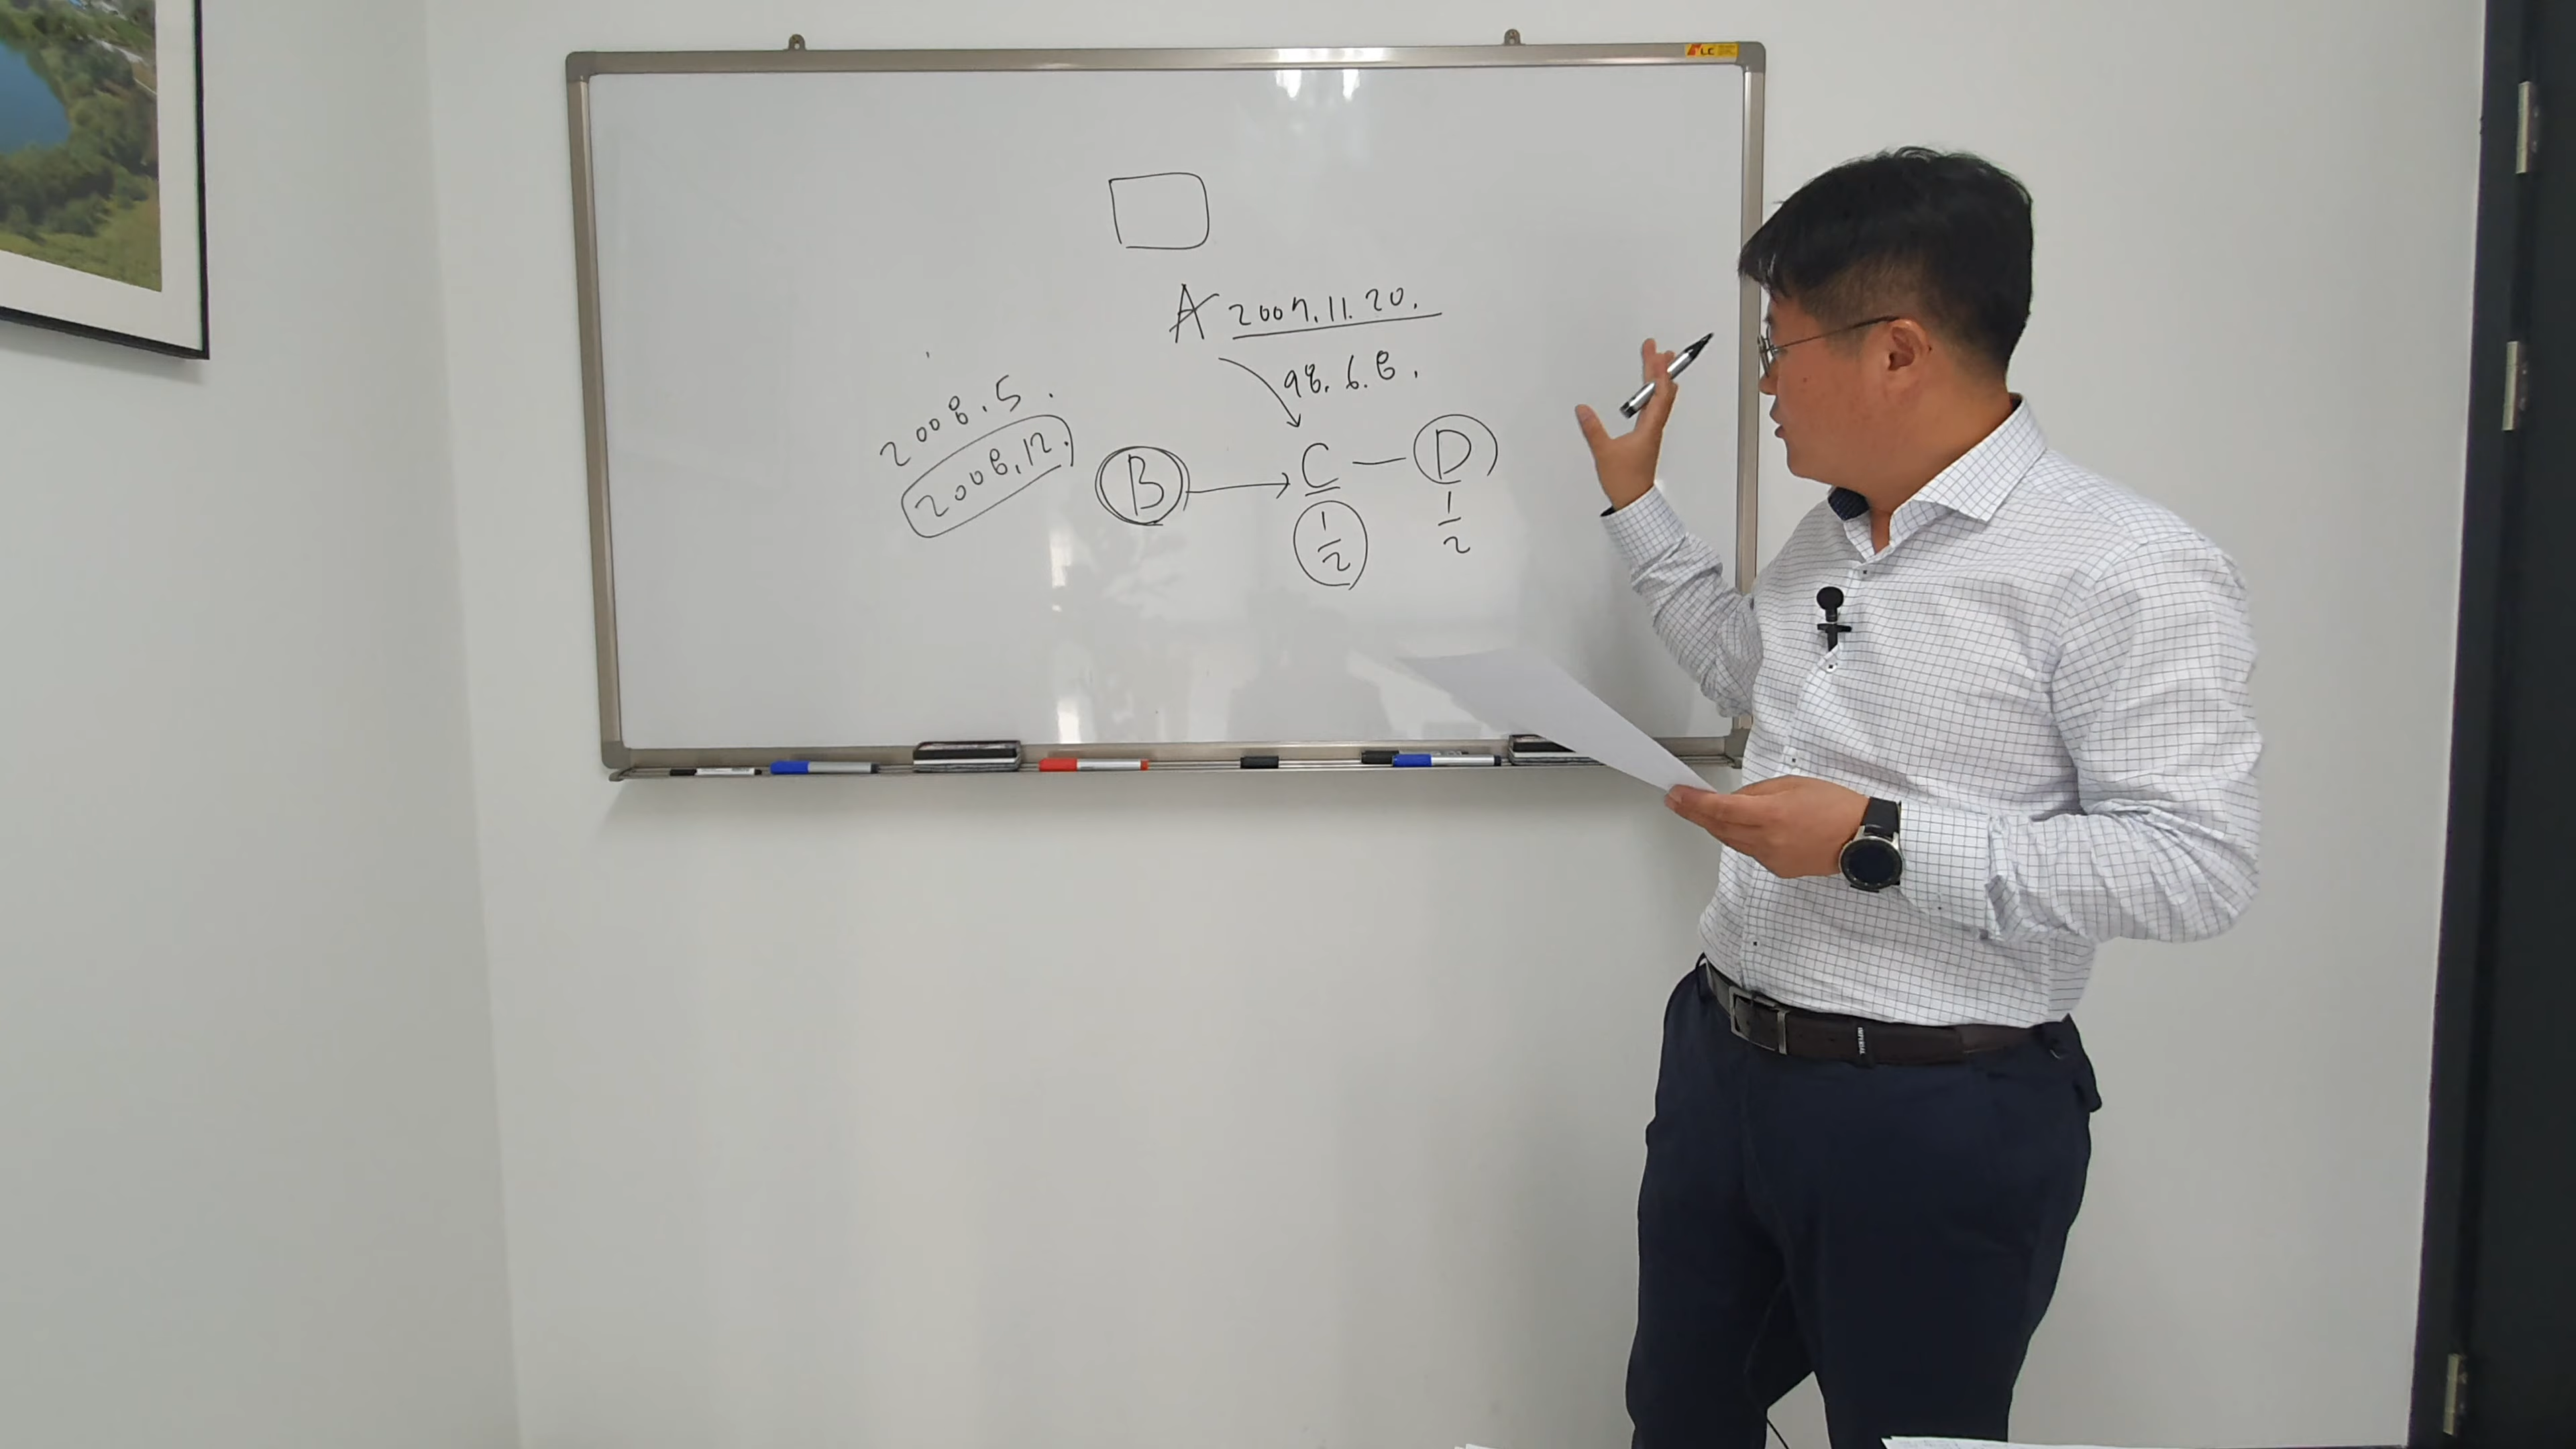 A 2007.11.20.
98.6.8.
2008.5.
2008.12.
B → C — D
1/2 1/2